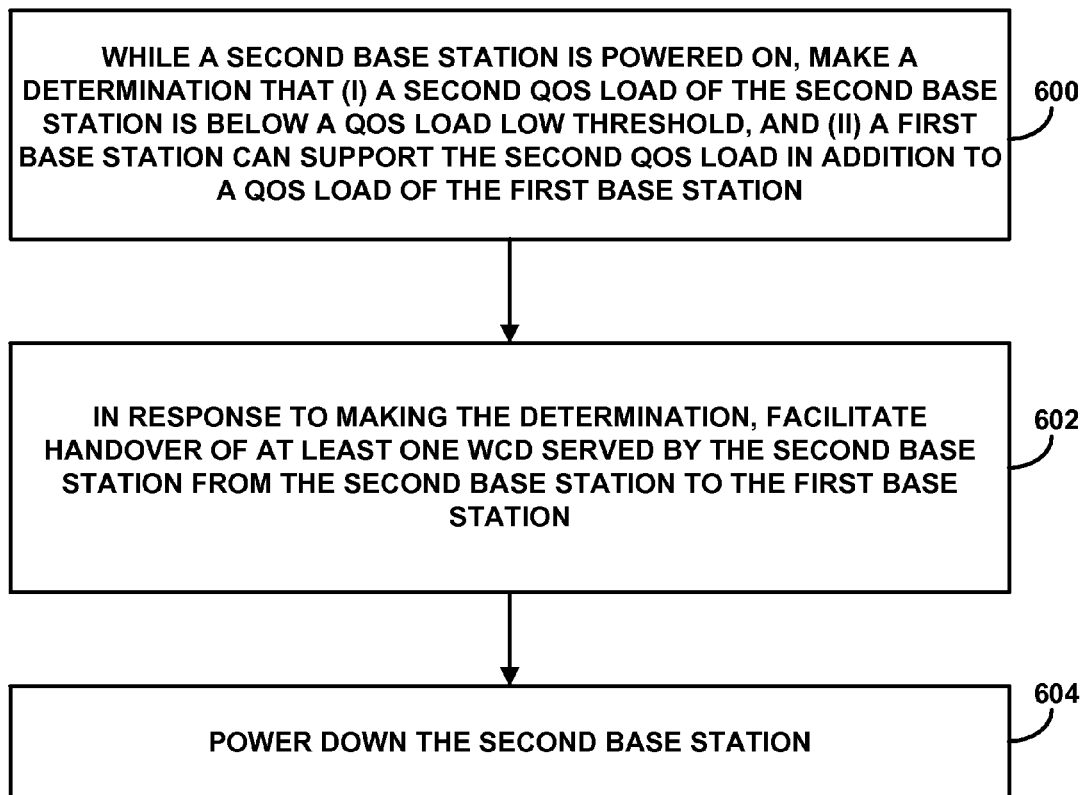 WHILE A SECOND BASE STATION IS POWERED ON, MAKE A
DETERMINATION THAT (I) A SECOND QOS LOAD OF THE SECOND BASE
STATION IS BELOW A QOS LOAD LOW THRESHOLD, AND (II) A FIRST
BASE STATION CAN SUPPORT THE SECOND QOS LOAD IN ADDITION TO
A QOS LOAD OF THE FIRST BASE STATION
600
IN RESPONSE TO MAKING THE DETERMINATION, FACILITATE
HANDOVER OF AT LEAST ONE WCD SERVED BY THE SECOND BASE
STATION FROM THE SECOND BASE STATION TO THE FIRST BASE
STATION
602
POWER DOWN THE SECOND BASE STATION
604